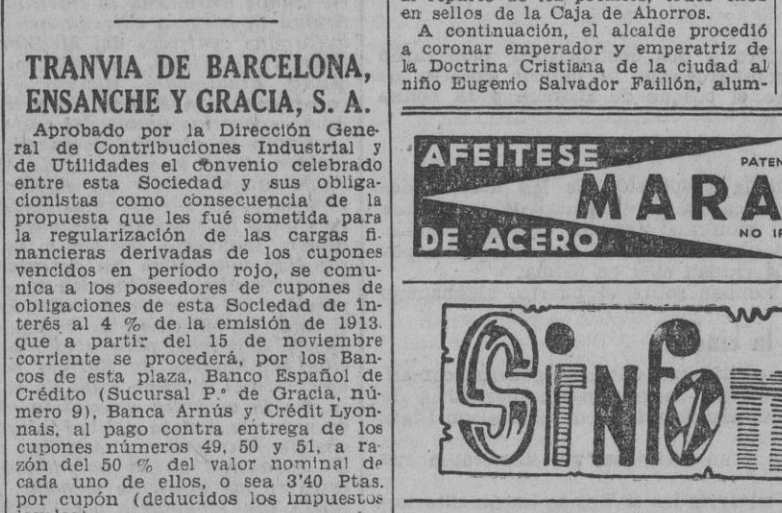 TRANVIA DE BARCELONA,
ENSANCHE Y GRACIA, S. A.
Aprobado por la Dirección Gene-
ral de Contribuciones Industrial y
de Utilidades el convenio celebrado
entre esta Sociedad y sus obliga-
cionistas como consecuencia de la
propuesta que les fué sometida para
la regularización de las cargas fi-
nancieras derivadas de los cupones
vencidos en período rojo, se comu-
nica a los poseedores de cupones de
obligaciones de esta Sociedad de in-
terés al 4 % de la emisión de 1913.
que a partir del 15 de noviembre
corriente se procederá, por los Ban-
cos de esta plaza, Banco Español de
Crédito (Sucursal P.º de Gracia, nú-
mero 9), Banca Arnús y Crédit Lyon-
nais, al pago contra entrega de los
cupones números 49, 50 y 51, a ra-
zón del 50 % del valor nominal de
cada uno de ellos, o sea 3'40 Ptas.
por cupón (deducidos los impuestos
en sellos de la Caja de Ahorros.
A continuación, el alcalde procedió
a coronar emperador y emperatriz de
la Doctrina Cristiana de la ciudad al
niño Eugenio Salvador Faillón, alum-
AFEITESE
PATEN
MARA
DE ACERO
NO
SINFO